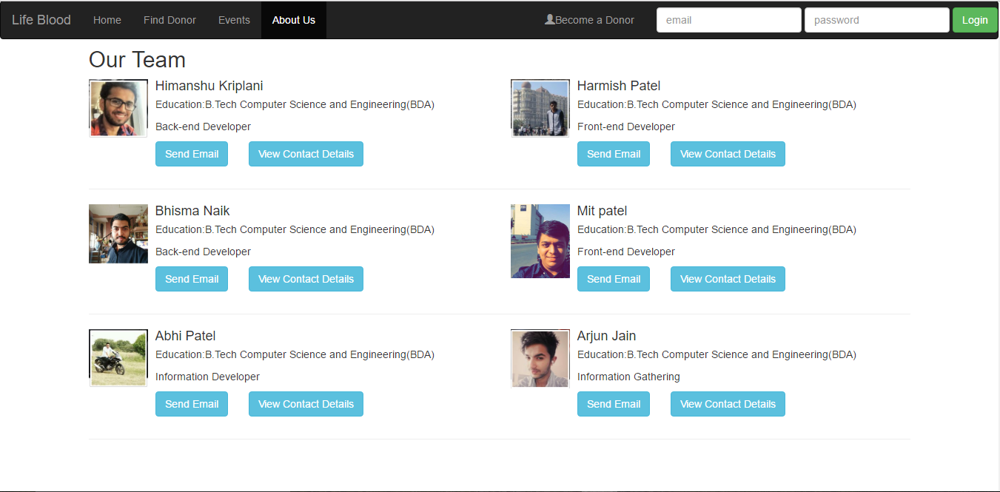 Life Blood Home Find Donor Events About Us Become a Donor email password Login
Our Team
Himanshu Kriplani
Education:B.Tech Computer Science and Engineering(BDA)
Back-end Developer
Send Email View Contact Details
Harmish Patel
Education:B.Tech Computer Science and Engineering(BDA)
Front-end Developer
Send Email View Contact Details
Bhisma Naik
Education:B.Tech Computer Science and Engineering(BDA)
Back-end Developer
Send Email View Contact Details
Mit patel
Education:B.Tech Computer Science and Engineering(BDA)
Front-end Developer
Send Email View Contact Details
Abhi Patel
Education:B.Tech Computer Science and Engineering(BDA)
Information Developer
Send Email View Contact Details
Arjun Jain
Education:B.Tech Computer Science and Engineering(BDA)
Information Gathering
Send Email View Contact Details